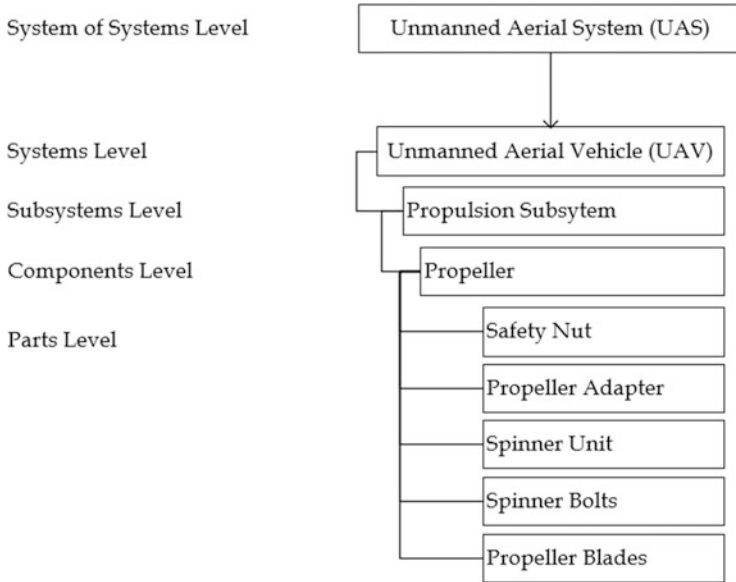 System of Systems Level
Unmanned Aerial System (UAS)
Systems Level
Unmanned Aerial Vehicle (UAV)
Subsystems Level
Propulsion Subsytem
Components Level
Propeller
Parts Level
Safety Nut
Propeller Adapter
Spinner Unit
Spinner Bolts
Propeller Blades